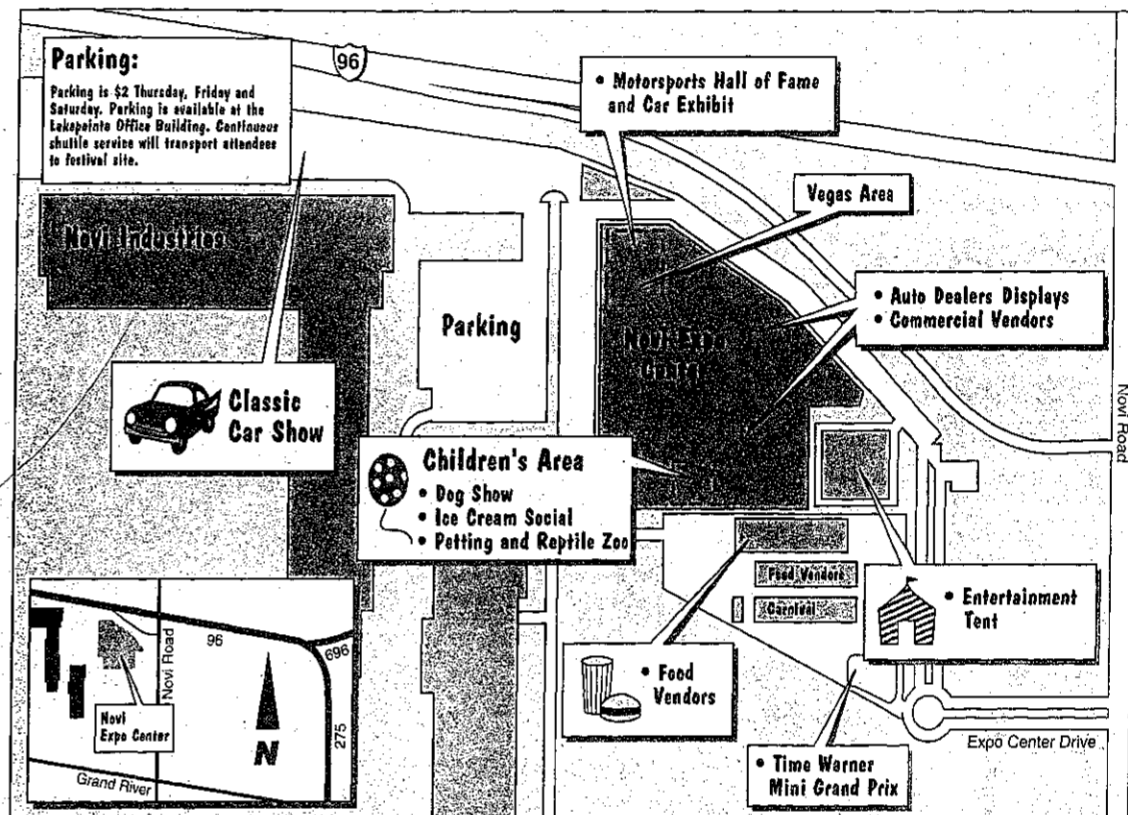 Parking:
Parking is $2 Thursday, Friday and
Saturday. Parking is available at the
Lakepointe Office Building. Continuous
shuttle service will transport attendees
to festival site.
96
• Motorsports Hall of Fame
and Car Exhibit
Vegas Area
Novi Industries
• Auto Dealers Displays
• Commercial Vendors
Parking
Novi Expo
Center
Classic
Car Show
Novi Road
Children's Area
• Dog Show
• Ice Cream Social
• Petting and Reptile Zoo
Food Vendors
Carnival
• Entertainment
Tent
• Food
Vendors
Expo Center Drive
• Time Warner
Mini Grand Prix
96
696
Novi Road
275
Novi
Expo Center
N
Grand River